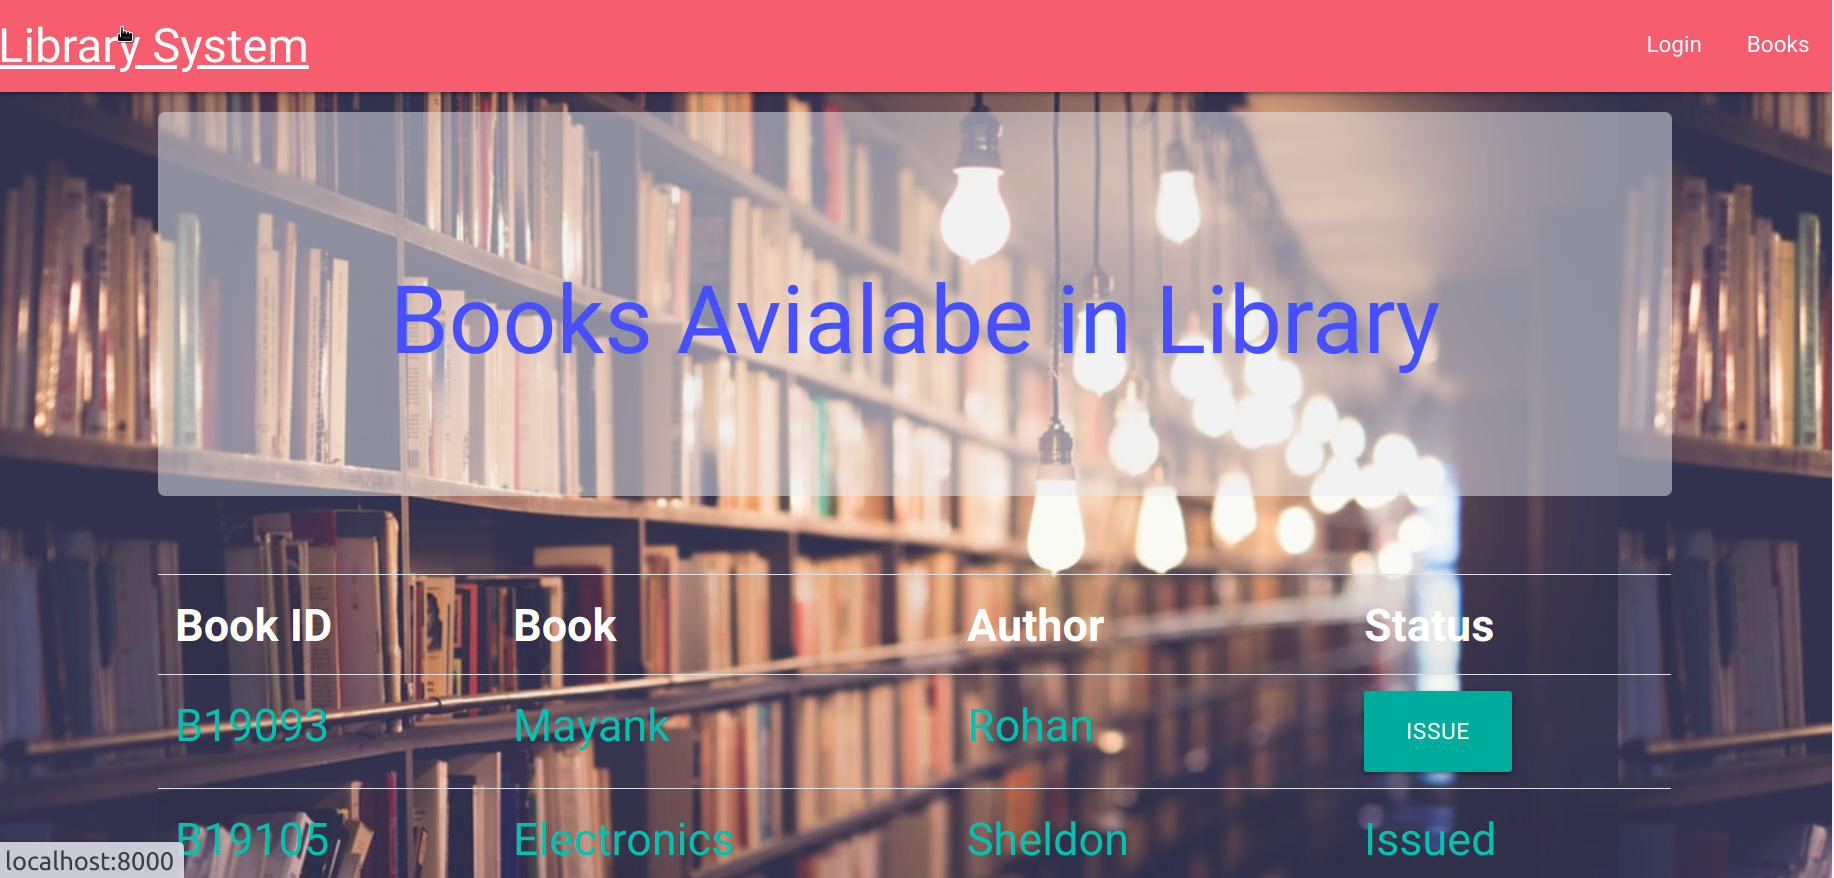 Library System
Login Books
Books Avialabe in Library
Book ID Book Author Status
B19093 Mayank Rohan ISSUE
B19105 Electronics Sheldon Issued
localhost:8000